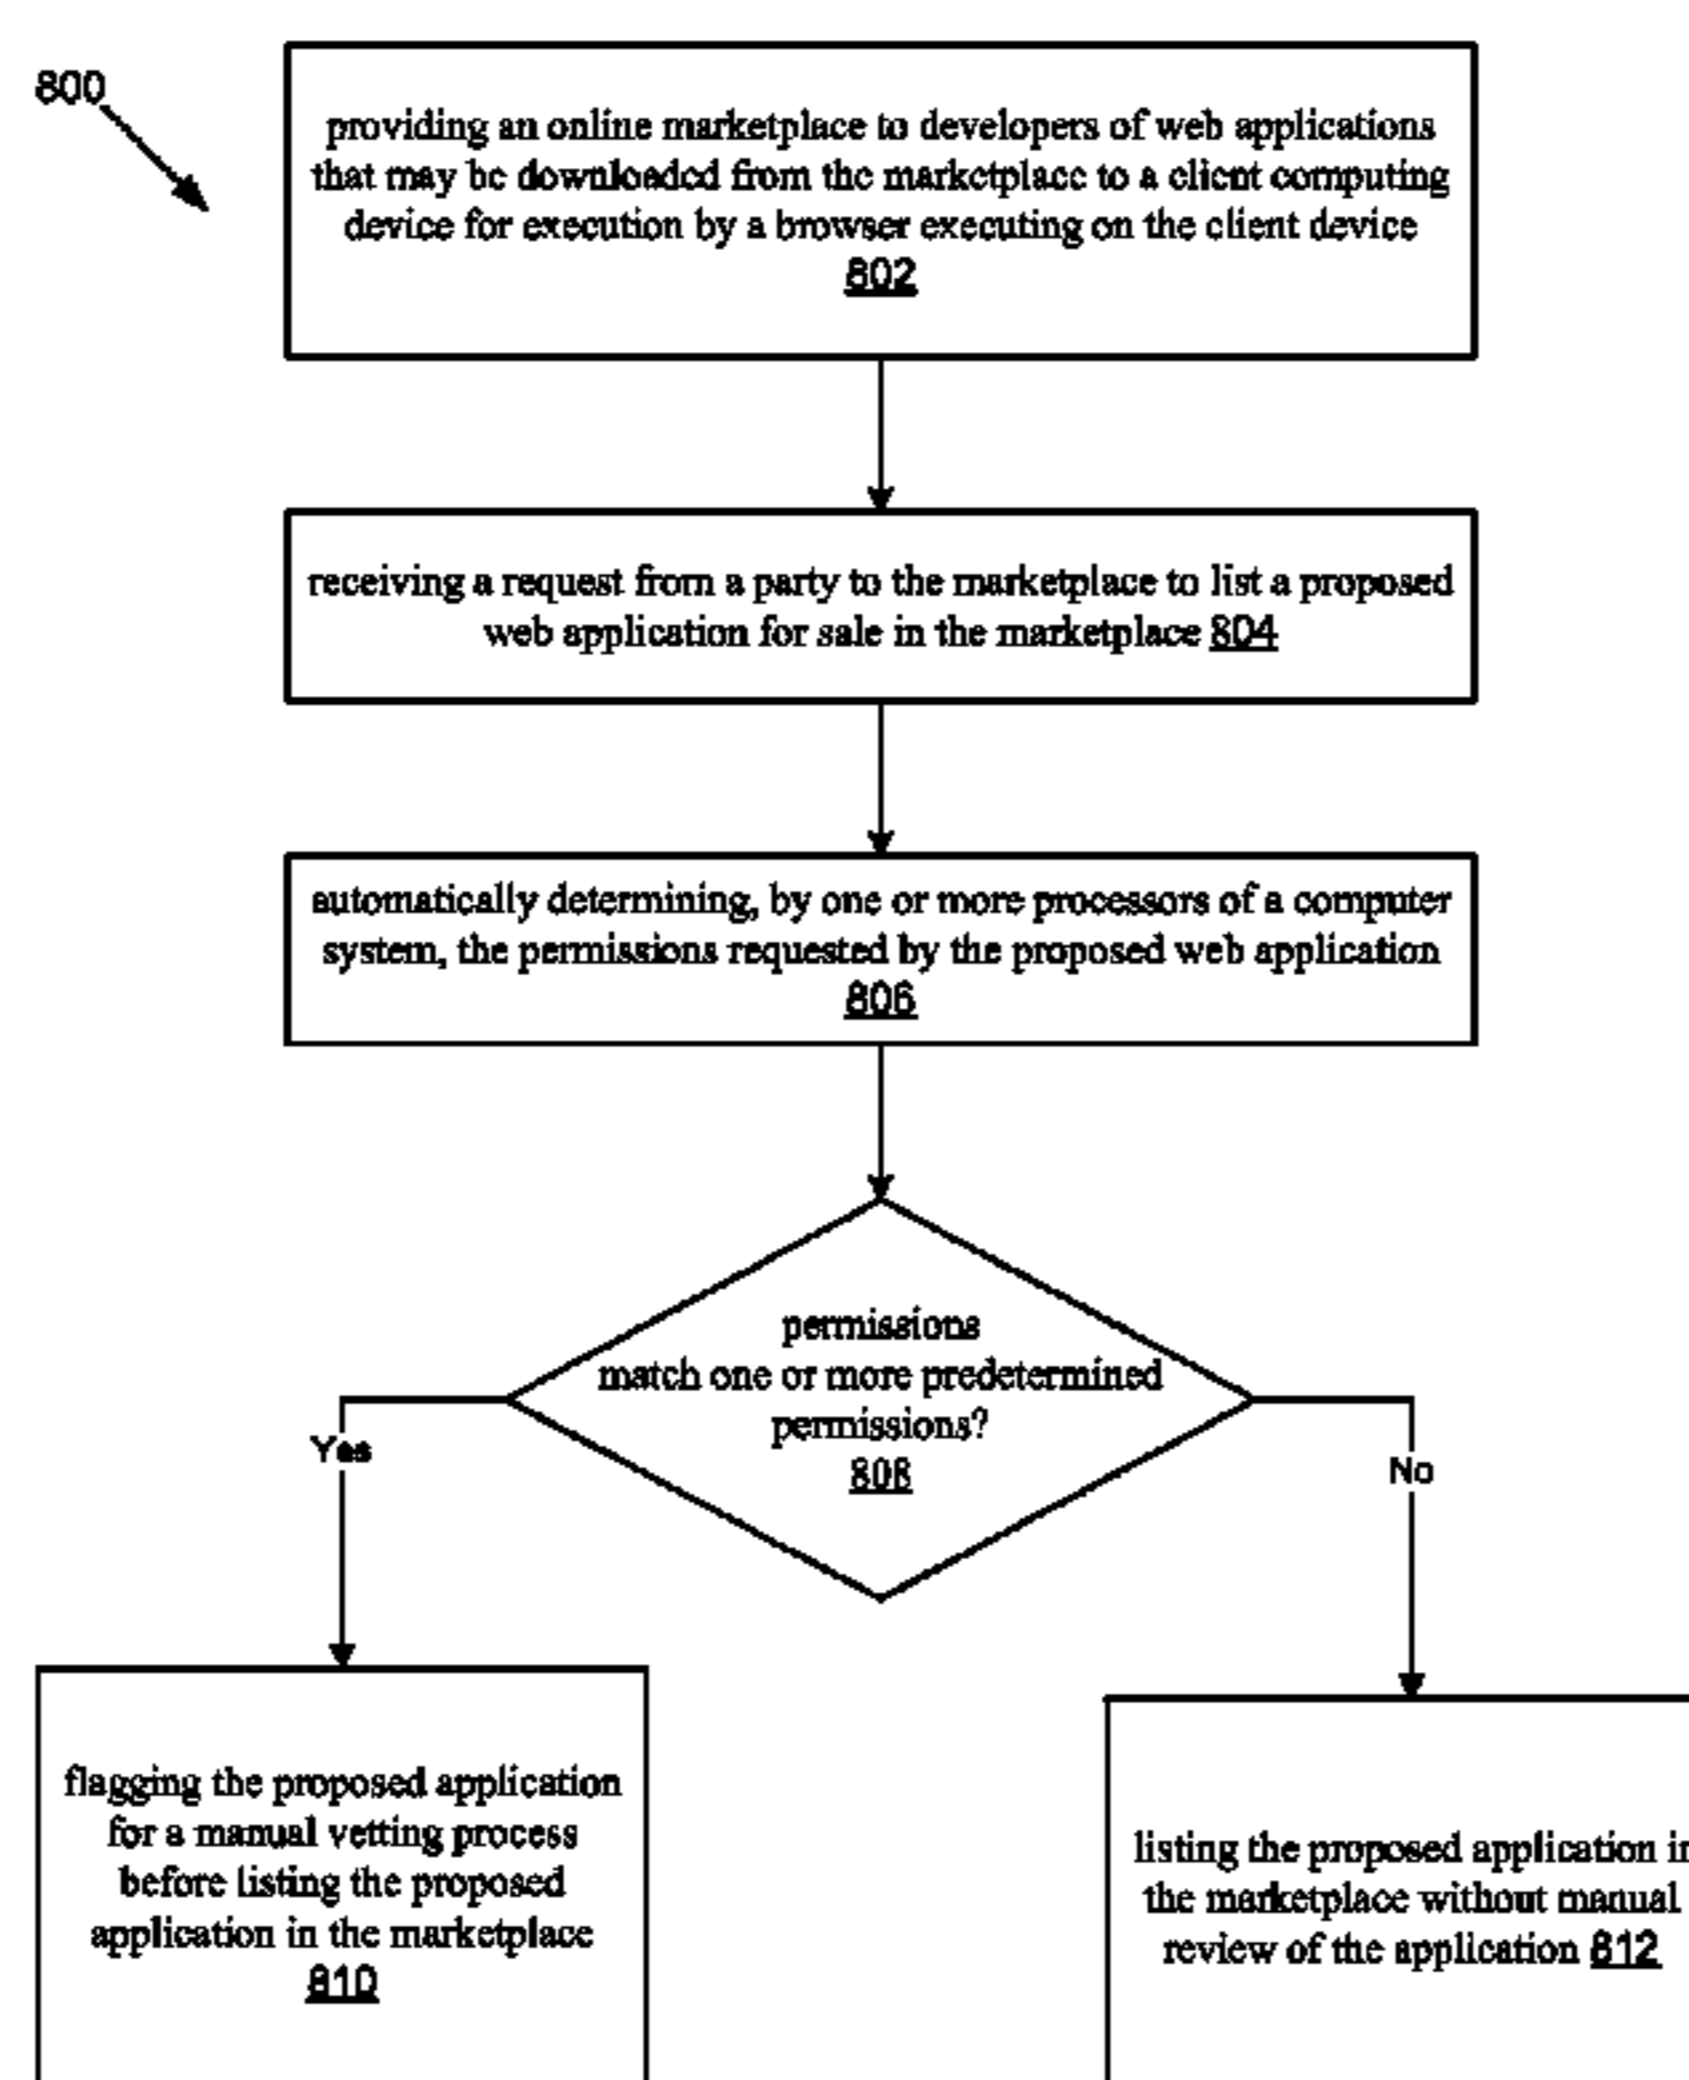 800
providing an online marketplace to developers of web applications
that may be downloaded from the marketplace to a client computing
device for execution by a browser executing on the client device
802
receiving a request from a party to the marketplace to list a proposed
web application for sale in the marketplace 804
automatically determining, by one or more processors of a computer
system, the permissions requested by the proposed web application
806
permissions
match one or more predetermined
permissions?
808
Yes
No
flagging the proposed application
for a manual vetting process
before listing the proposed
application in the marketplace
810
listing the proposed application in
the marketplace without manual
review of the application 812